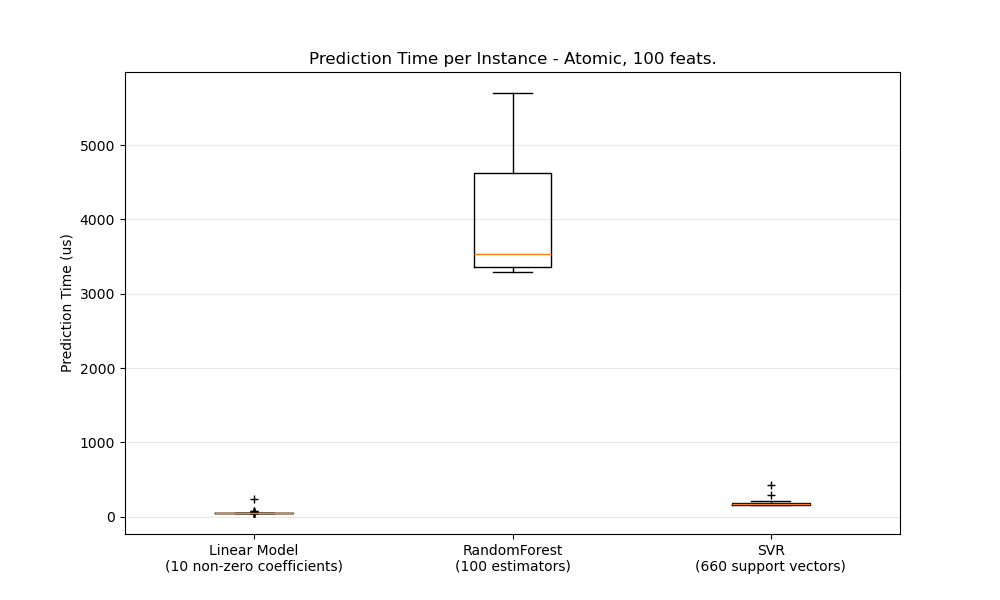 Prediction Time per Instance - Atomic, 100 feats.
Prediction Time (us)
5000
4000
3000
2000
1000
0
Linear Model
(10 non-zero coefficients)
RandomForest
(100 estimators)
SVR
(660 support vectors)